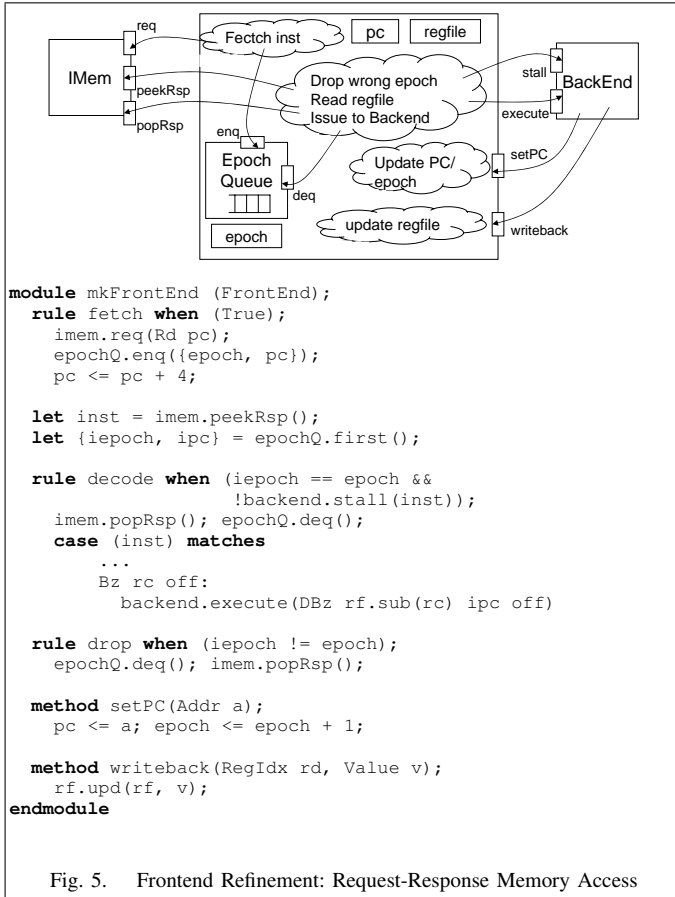 req
Fectch inst
pc
regfile
IMem
peekRsp
popRsp
Drop wrong epoch
Read regfile
Issue to Backend
stall
BackEnd
execute
enq
Epoch
Queue
deq
Update PC/
epoch
setPC
epoch
update regfile
writeback
module mkFrontEnd (FrontEnd);
  rule fetch when (True);
    imem.req(Rd pc);
    epochQ.enq({epoch, pc});
    pc <= pc + 4;
  let inst = imem.peekRsp();
  let {iepoch, ipc} = epochQ.first();
  rule decode when (iepoch == epoch &&
                    !backend.stall(inst));
    imem.popRsp(); epochQ.deq();
    case (inst) matches
        ...
        Bz rc off:
          backend.execute(DBz rf.sub(rc) ipc off)
  rule drop when (iepoch != epoch);
    epochQ.deq(); imem.popRsp();
  method setPC(Addr a);
    pc <= a; epoch <= epoch + 1;
  method writeback(RegIdx rd, Value v);
    rf.upd(rf, v);
endmodule
Fig. 5. Frontend Refinement: Request-Response Memory Access